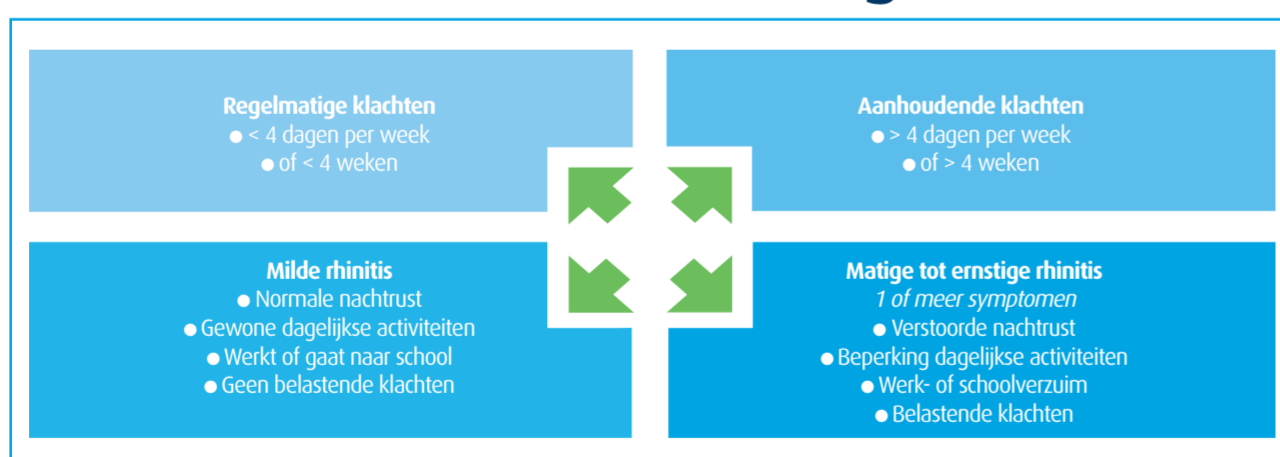 Regelmatige klachten
● < 4 dagen per week
● of < 4 weken
Aanhoudende klachten
● > 4 dagen per week
● of > 4 weken
Milde rhinitis
● Normale nachtrust
● Gewone dagelijkse activiteiten
● Werkt of gaat naar school
● Geen belastende klachten
Matige tot ernstige rhinitis
1 of meer symptomen
● Verstoorde nachtrust
● Beperking dagelijkse activiteiten
● Werk- of schoolverzuim
● Belastende klachten